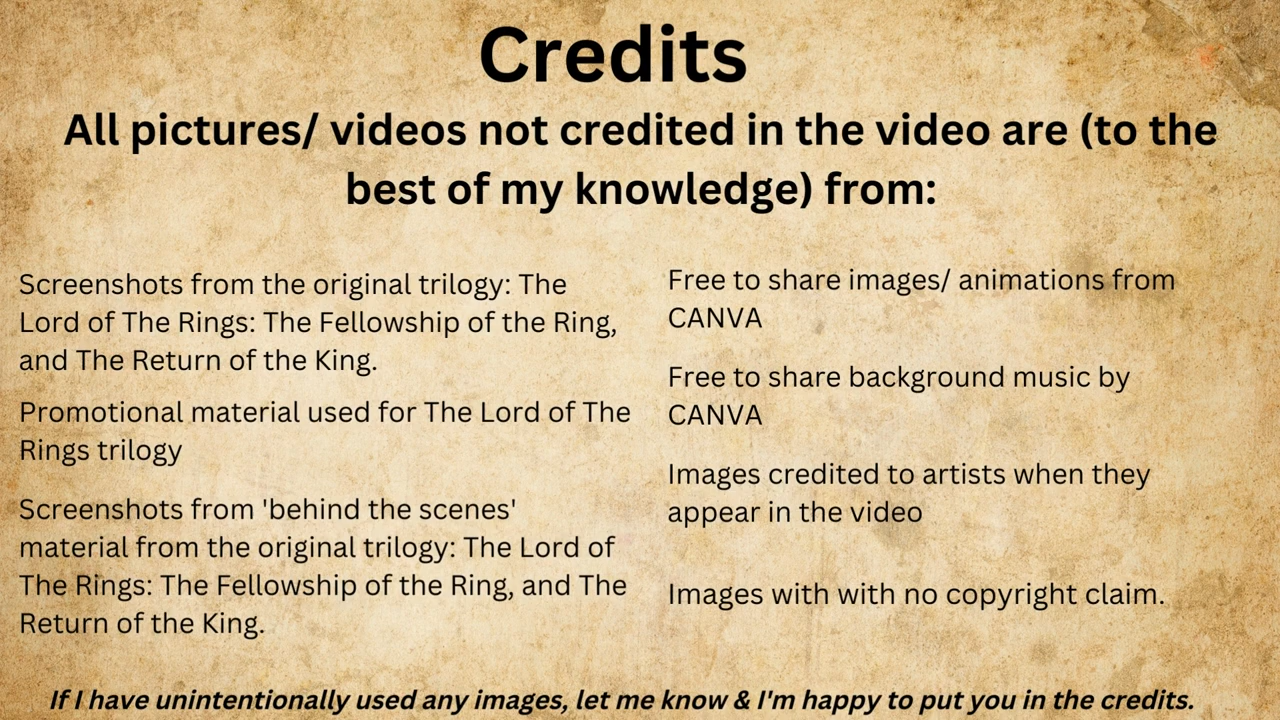 Credits
All pictures/ videos not credited in the video are (to the
best of my knowledge) from:
Screenshots from the original trilogy: The
Lord of The Rings: The Fellowship of the Ring,
and The Return of the King.
Promotional material used for The Lord of The
Rings trilogy
Screenshots from 'behind the scenes'
material from the original trilogy: The Lord of
The Rings: The Fellowship of the Ring, and The
Return of the King.
Free to share images/ animations from
CANVA
Free to share background music by
CANVA
Images credited to artists when they
appear in the video
Images with with no copyright claim.
If I have unintentionally used any images, let me know & I'm happy to put you in the credits.